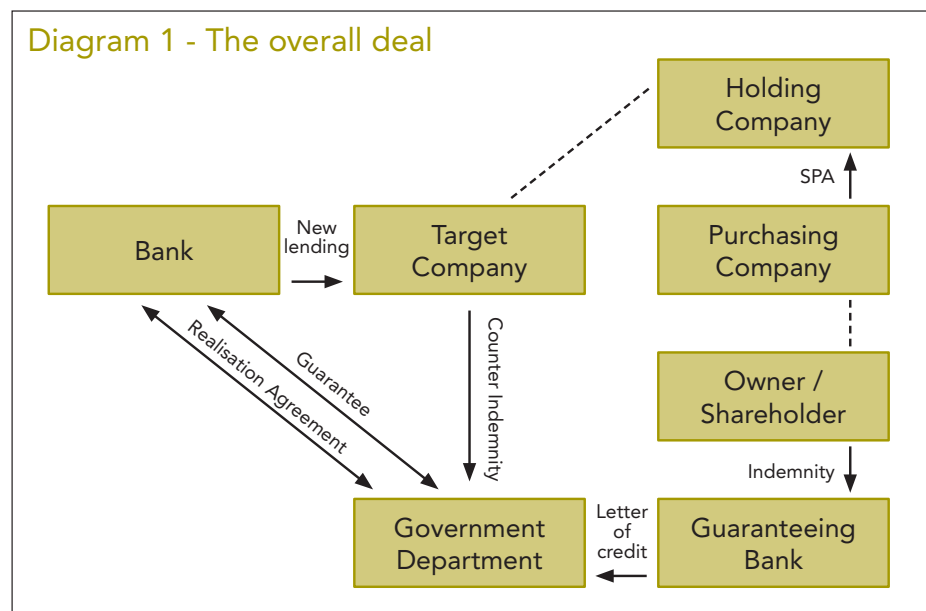 Diagram 1 - The overall deal
Holding
Company
SPA
Bank
New
lending
Target
Company
Purchasing
Company
Realisation Agreement
Guarantee
Counter Indemnity
Owner /
Shareholder
Indemnity
Government
Department
Letter
of
credit
Guaranteeing
Bank